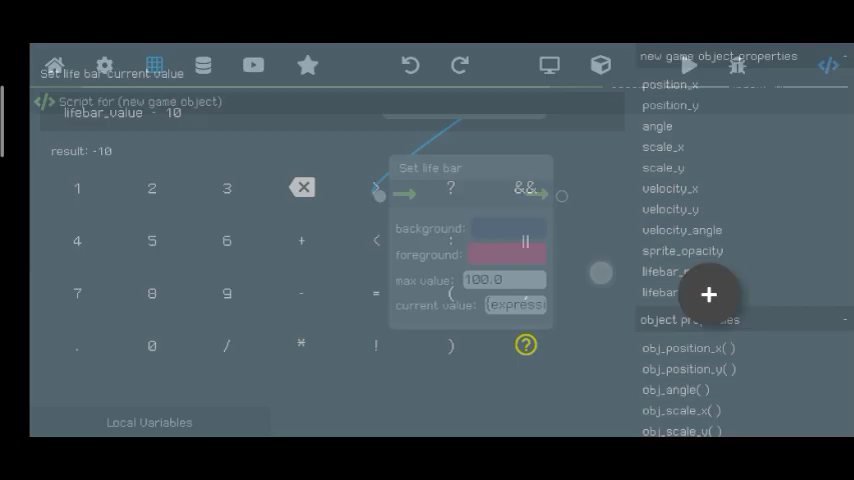 Set life bar current value
new game object properties -
</> Script for (new game object)
lifebar_value - 10
result: -10
position_x
position_y
angle
scale_x
scale_y
velocity_x
velocity_y
velocity_angle
sprite_opacity
object properties -
obj_position_x( )
obj_position_y( )
obj_angle( )
obj_scale_x( )
obj_scale_y( )
1 2 3 > ? &&
4 5 6 + < : ||
7 8 9 - = ( ,
. 0 / * ! ) ?
Set life bar
background:
foreground:
max value: 100.0
current value: (expressi
+
Local Variables